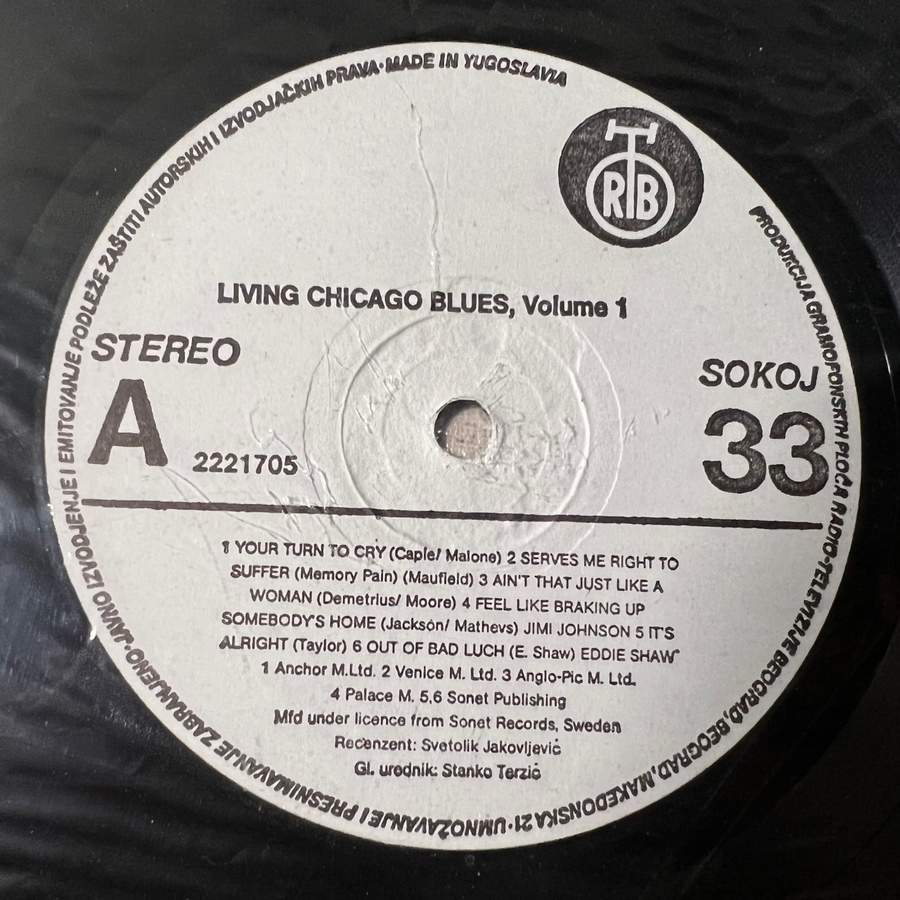 JAVNO IZVODJENJE I EMITOVANJE PODLEŽE ZAŠTITI AUTORSKIH I IZVODJAČKIH PRAVA·MADE IN YUGOSLAVIA
RTB
LIVING CHICAGO BLUES, Volume 1
STEREO
SOKOJ
A
33
2221705
1 YOUR TURN TO CRY (Caple/ Malone) 2 SERVES ME RIGHT TO
SUFFER (Memory Pain) (Maufield) 3 AIN'T THAT JUST LIKE A
WOMAN (Demetrius/ Moore) 4 FEEL LIKE BRAKING UP
SOMEBODY'S HOME (Jackson/ Mathevs) JIMI JOHNSON 5 IT'S
ALRIGHT (Taylor) 6 OUT OF BAD LUCH (E. Shaw) EDDIE SHAW
1 Anchor M.Ltd. 2 Venice M. Ltd. 3 Anglo-Pic M. Ltd.
4 Palace M. 5,6 Sonet Publishing
Mfd under licence from Sonet Records, Sweden
Recenzent: Svetolik Jakovljević
Gl. urednik: Stanko Terzić
PRODUKCIJA GRAMOFONSKIH PLOČA RADIO-TELEVIZIJE BEOGRAD, BEOGRAD, MAKEDONSKA 21·UMNOŽAVANJE I PRESNIMAVANJE ZABRANJENO·